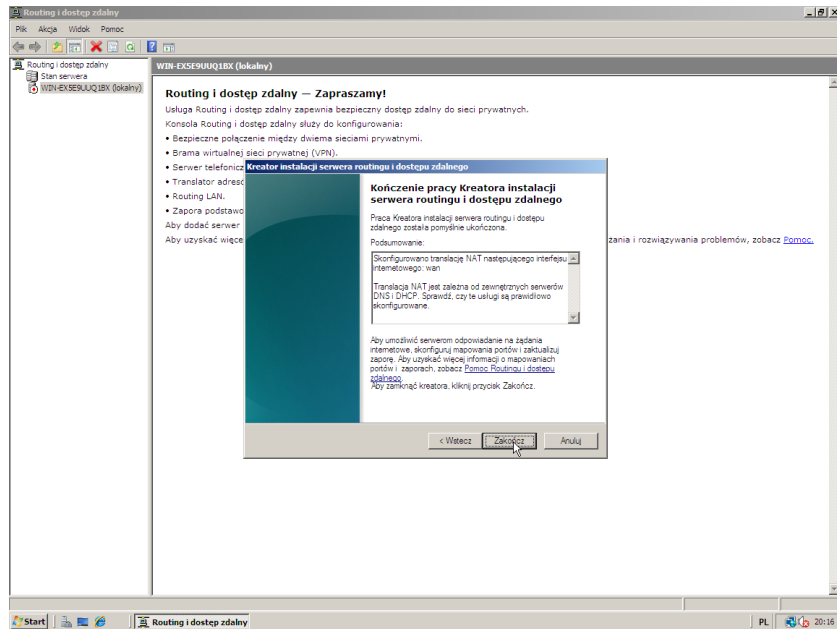 Routing i dostęp zdalny
Plik Akcja Widok Pomoc
Routing i dostęp zdalny
Stan serwera
WIN-EX5E9UUQ1BX (lokalny)
WIN-EX5E9UUQ1BX (lokalny)
Routing i dostęp zdalny — Zapraszamy!
Usługa Routing i dostęp zdalny zapewnia bezpieczny dostęp zdalny do sieci prywatnych.
Konsola Routing i dostęp zdalny służy do konfigurowania:
• Bezpieczne połączenie między dwiema sieciami prywatnymi.
• Brama wirtualnej sieci prywatnej (VPN).
• Serwer telefonicz
• Translator adresó
• Routing LAN.
• Zapora podstawo
Aby dodać serwer
Aby uzyskać więce
zania i rozwiązywania problemów, zobacz Pomoc.
Kreator instalacji serwera routingu i dostępu zdalnego
Kończenie pracy Kreatora instalacji
serwera routingu i dostępu zdalnego
Praca Kreatora instalacji serwera routingu i dostępu
zdalnego została pomyślnie ukończona.
Podsumowanie:
Skonfigurowano translację NAT następującego interfejsu
internetowego: wan
Translacja NAT jest zależna od zewnętrznych serwerów
DNS i DHCP. Sprawdź, czy te usługi są prawidłowo
skonfigurowane.
Aby umożliwić serwerom odpowiadanie na żądania
internetowe, skonfiguruj mapowania portów i zaktualizuj
zaporę. Aby uzyskać więcej informacji o mapowaniach
portów i zaporach, zobacz Pomoc Routingu i dostępu
zdalnego.
Aby zamknąć kreatora, kliknij przycisk Zakończ.
< Wstecz Zakończ Anuluj
Start Routing i dostęp zdalny PL 20:16